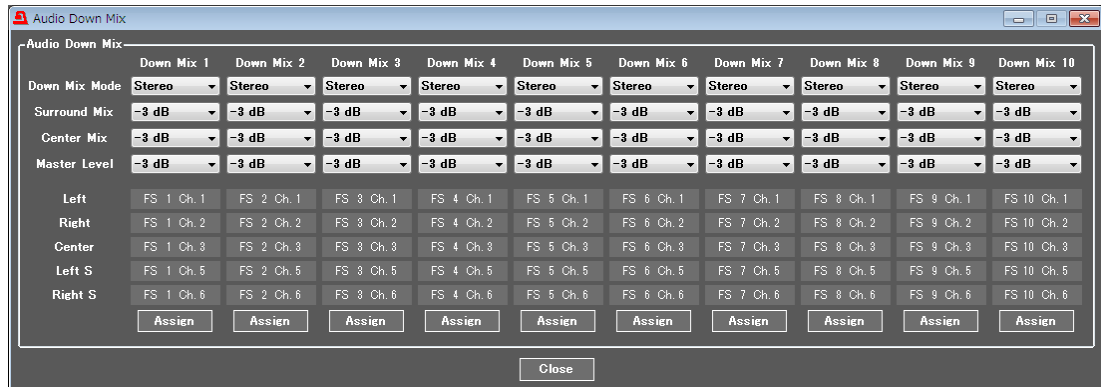 Audio Down Mix
Audio Down Mix
Down Mix 1 Down Mix 2 Down Mix 3 Down Mix 4 Down Mix 5 Down Mix 6 Down Mix 7 Down Mix 8 Down Mix 9 Down Mix 10
Down Mix Mode Stereo Stereo Stereo Stereo Stereo Stereo Stereo Stereo Stereo Stereo
Surround Mix -3 dB -3 dB -3 dB -3 dB -3 dB -3 dB -3 dB -3 dB -3 dB -3 dB
Center Mix -3 dB -3 dB -3 dB -3 dB -3 dB -3 dB -3 dB -3 dB -3 dB -3 dB
Master Level -3 dB -3 dB -3 dB -3 dB -3 dB -3 dB -3 dB -3 dB -3 dB -3 dB
Left FS 1 Ch. 1 FS 2 Ch. 1 FS 3 Ch. 1 FS 4 Ch. 1 FS 5 Ch. 1 FS 6 Ch. 1 FS 7 Ch. 1 FS 8 Ch. 1 FS 9 Ch. 1 FS 10 Ch. 1
Right FS 1 Ch. 2 FS 2 Ch. 2 FS 3 Ch. 2 FS 4 Ch. 2 FS 5 Ch. 2 FS 6 Ch. 2 FS 7 Ch. 2 FS 8 Ch. 2 FS 9 Ch. 2 FS 10 Ch. 2
Center FS 1 Ch. 3 FS 2 Ch. 3 FS 3 Ch. 3 FS 4 Ch. 3 FS 5 Ch. 3 FS 6 Ch. 3 FS 7 Ch. 3 FS 8 Ch. 3 FS 9 Ch. 3 FS 10 Ch. 3
Left S FS 1 Ch. 5 FS 2 Ch. 5 FS 3 Ch. 5 FS 4 Ch. 5 FS 5 Ch. 5 FS 6 Ch. 5 FS 7 Ch. 5 FS 8 Ch. 5 FS 9 Ch. 5 FS 10 Ch. 5
Right S FS 1 Ch. 6 FS 2 Ch. 6 FS 3 Ch. 6 FS 4 Ch. 6 FS 5 Ch. 6 FS 6 Ch. 6 FS 7 Ch. 6 FS 8 Ch. 6 FS 9 Ch. 6 FS 10 Ch. 6
Assign Assign Assign Assign Assign Assign Assign Assign Assign Assign
Close